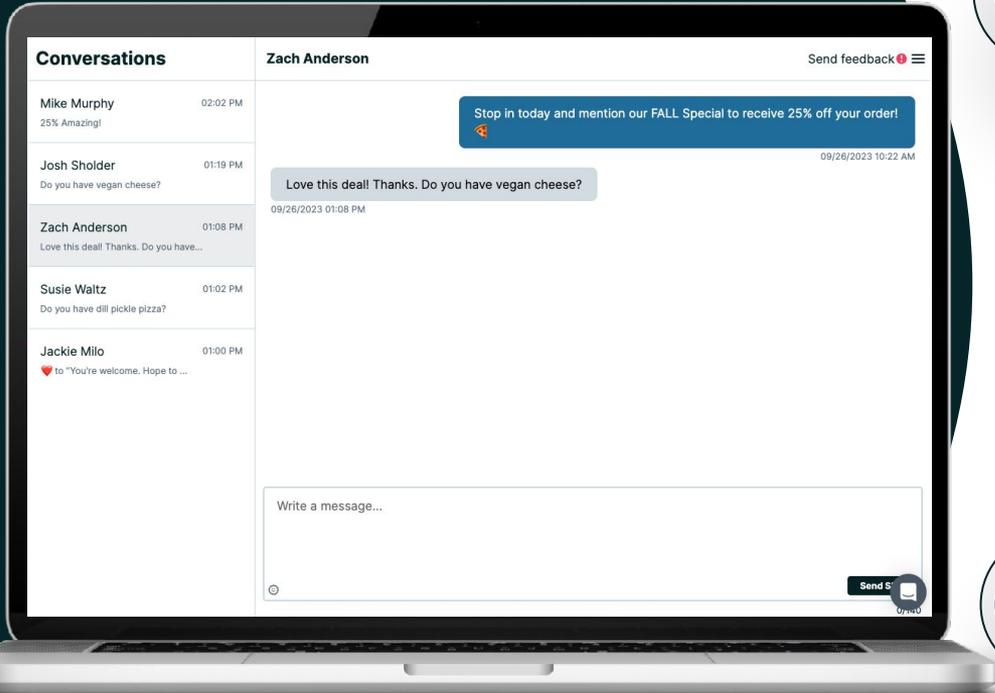 Conversations
Mike Murphy 02:02 PM
25% Amazing!
Josh Sholder 01:19 PM
Do you have vegan cheese?
Zach Anderson 01:08 PM
Love this deal! Thanks. Do you have...
Susie Waltz 01:02 PM
Do you have dill pickle pizza?
Jackie Milo 01:00 PM
❤️ to "You're welcome. Hope to ...
Zach Anderson
Send feedback
Stop in today and mention our FALL Special to receive 25% off your order!
🍕
09/26/2023 10:22 AM
Love this deal! Thanks. Do you have vegan cheese?
09/26/2023 01:08 PM
Write a message...
Send